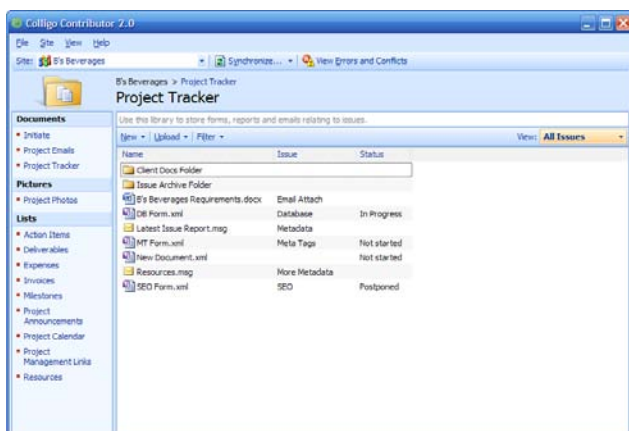 Colligo Contributor 2.0
File Site View Help
Site: B's Beverages Synchronize... View Errors and Conflicts
B's Beverages > Project Tracker
Project Tracker
Use this library to store forms, reports and emails relating to issues.
New Upload Filter View: All Issues
Documents
Initiate
Project Emails
Project Tracker
Pictures
Project Photos
Lists
Action Items
Deliverables
Expenses
Invoices
Milestones
Project
Announcements
Project Calendar
Project
Management Links
Resources
Name Issue Status
Client Docs Folder
Issue Archive Folder
B's Beverages Requirements.docx Email Attach
DB Form.xml Database In Progress
Latest Issue Report.msg Metadata
MT Form.xml Meta Tags Not started
New Document.xml Not started
Resources.msg More Metadata
SEO Form.xml SEO Postponed